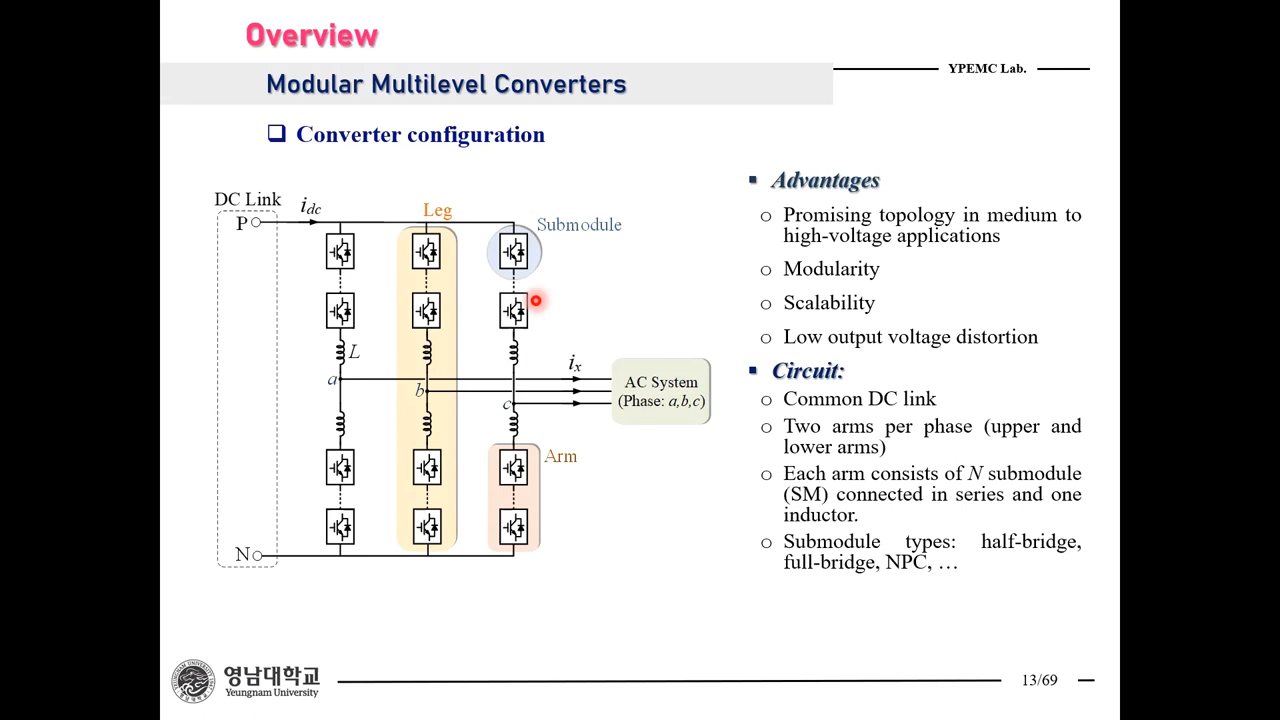 Overview
YPEMC Lab.
Modular Multilevel Converters
❑ Converter configuration
DC Link
P
i_dc
Leg
Submodule
L
a
b
c
i_x
AC System
(Phase: a,b,c)
Arm
N
▪ Advantages
o Promising topology in medium to
high-voltage applications
o Modularity
o Scalability
o Low output voltage distortion
▪ Circuit:
o Common DC link
o Two arms per phase (upper and
lower arms)
o Each arm consists of N submodule
(SM) connected in series and one
inductor.
o Submodule types: half-bridge,
full-bridge, NPC, …
영남대학교
Yeungnam University
13/69